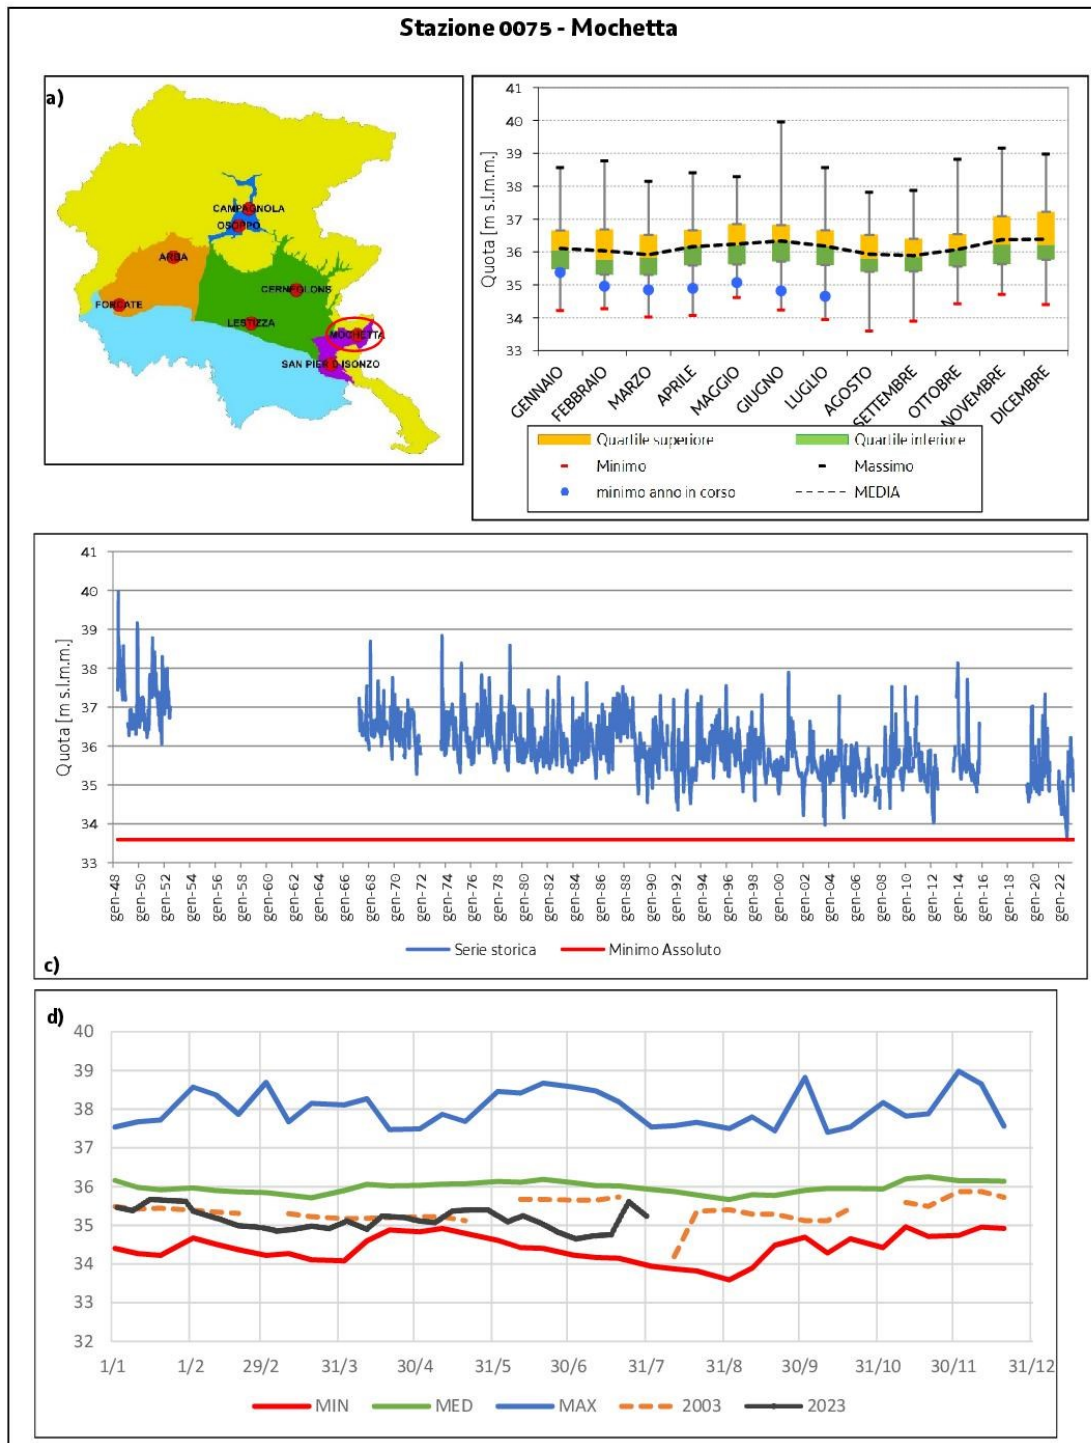 Stazione 0075 - Mochetta
a)
CAMPAGNOLA
OSOPPO
ARBA
CERNEGLONS
FORCATE
LESTIZZA
MOCHETTA
SAN PIER D ISONZO
Quota [m s.l.m.m.]
41
40
39
38
37
36
35
34
33
GENNAIO
FEBBRAIO
MARZO
APRILE
MAGGIO
GIUGNO
LUGLIO
AGOSTO
SETTEMBRE
OTTOBRE
NOVEMBRE
DICEMBRE
Quartile superiore
Quartile inferiore
Minimo
Massimo
minimo anno in corso
MEDIA
Quota [m s.l.m.m.]
41
40
39
38
37
36
35
34
33
gen-48
gen-50
gen-52
gen-54
gen-56
gen-58
gen-60
gen-62
gen-64
gen-66
gen-68
gen-70
gen-72
gen-74
gen-76
gen-78
gen-80
gen-82
gen-84
gen-86
gen-88
gen-90
gen-92
gen-94
gen-96
gen-98
gen-00
gen-02
gen-04
gen-06
gen-08
gen-10
gen-12
gen-14
gen-16
gen-18
gen-20
gen-22
Serie storica
Minimo Assoluto
c)
d)
40
39
38
37
36
35
34
33
32
1/1 1/2 29/2 31/3 30/4 31/5 30/6 31/7 31/8 30/9 31/10 30/11 31/12
MIN MED MAX 2003 2023